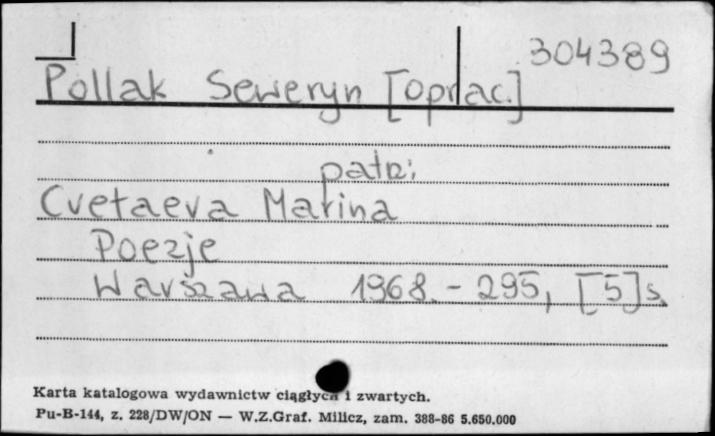 304389
Pollak Seweryn [oprac.]
patrz:
Cvetaeva Marina
Poezje
Warszawa 1968. - 295, [5] s.
Karta katalogowa wydawnictw ciągłych i zwartych.
Pu-B-144, z. 228/DW/ON — W.Z.Graf. Milicz, zam. 388-86 5.650.000